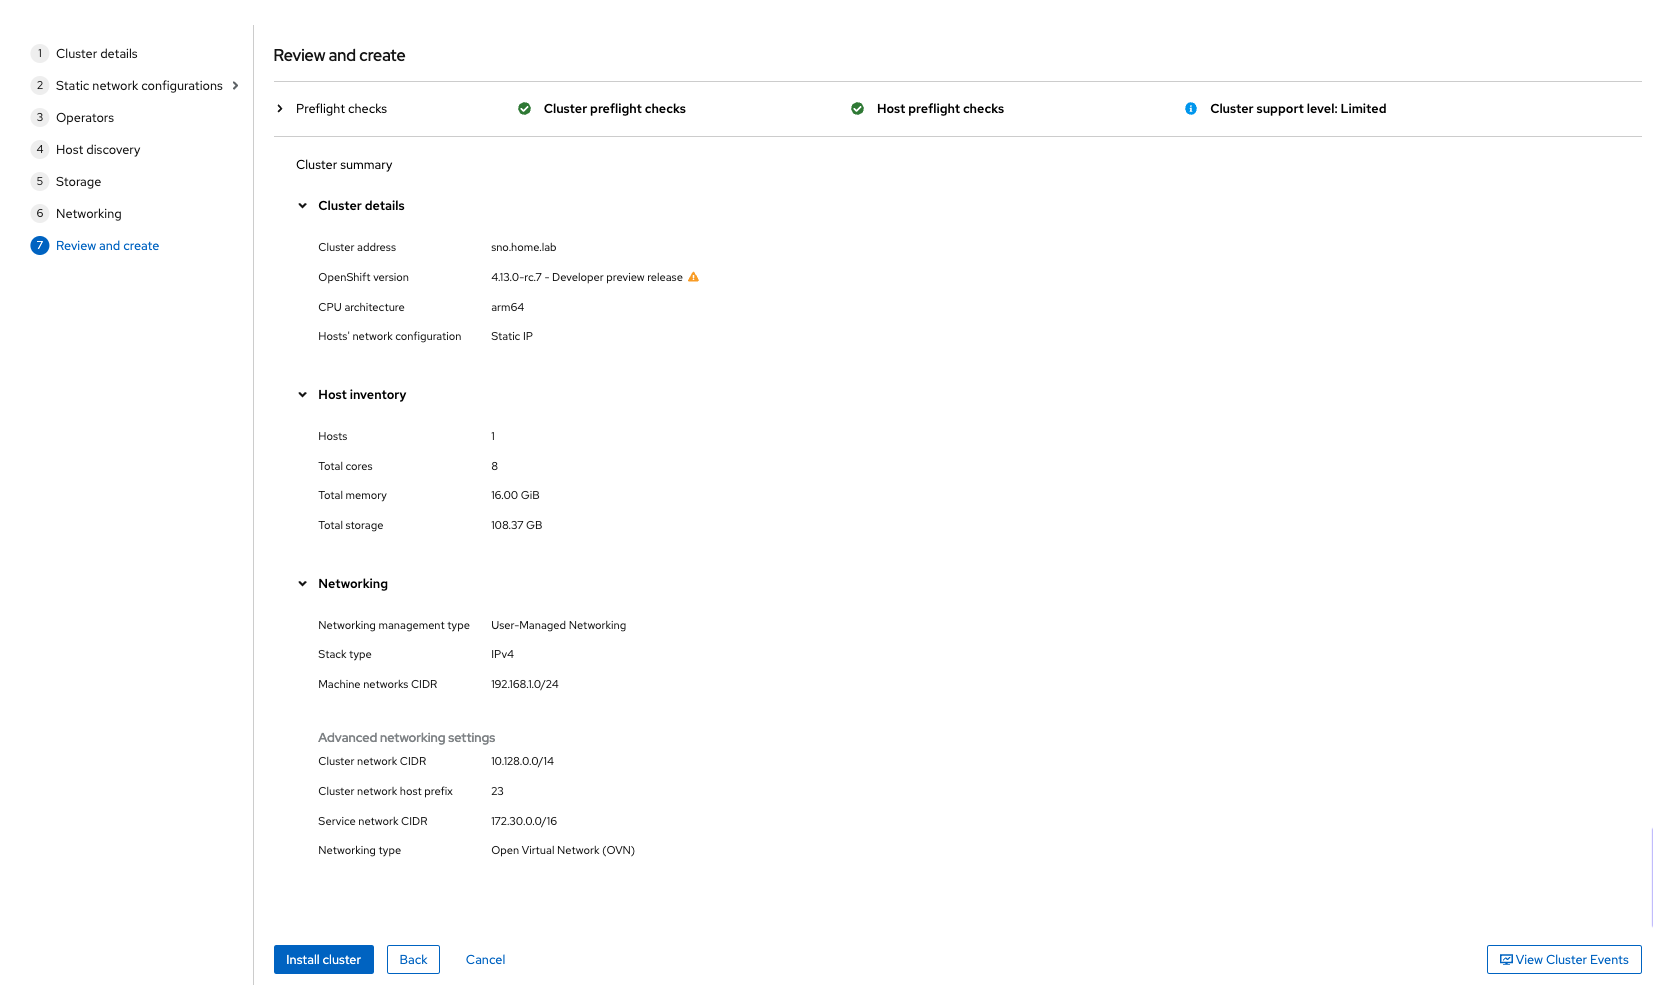 1 Cluster details
2 Static network configurations
3 Operators
4 Host discovery
5 Storage
6 Networking
7 Review and create
Review and create
Preflight checks Cluster preflight checks Host preflight checks Cluster support level: Limited
Cluster summary
Cluster details
Cluster address sno.home.lab
OpenShift version 4.13.0-rc.7 - Developer preview release
CPU architecture arm64
Hosts' network configuration Static IP
Host inventory
Hosts 1
Total cores 8
Total memory 16.00 GiB
Total storage 108.37 GB
Networking
Networking management type User-Managed Networking
Stack type IPv4
Machine networks CIDR 192.168.1.0/24
Advanced networking settings
Cluster network CIDR 10.128.0.0/14
Cluster network host prefix 23
Service network CIDR 172.30.0.0/16
Networking type Open Virtual Network (OVN)
Install cluster Back Cancel View Cluster Events